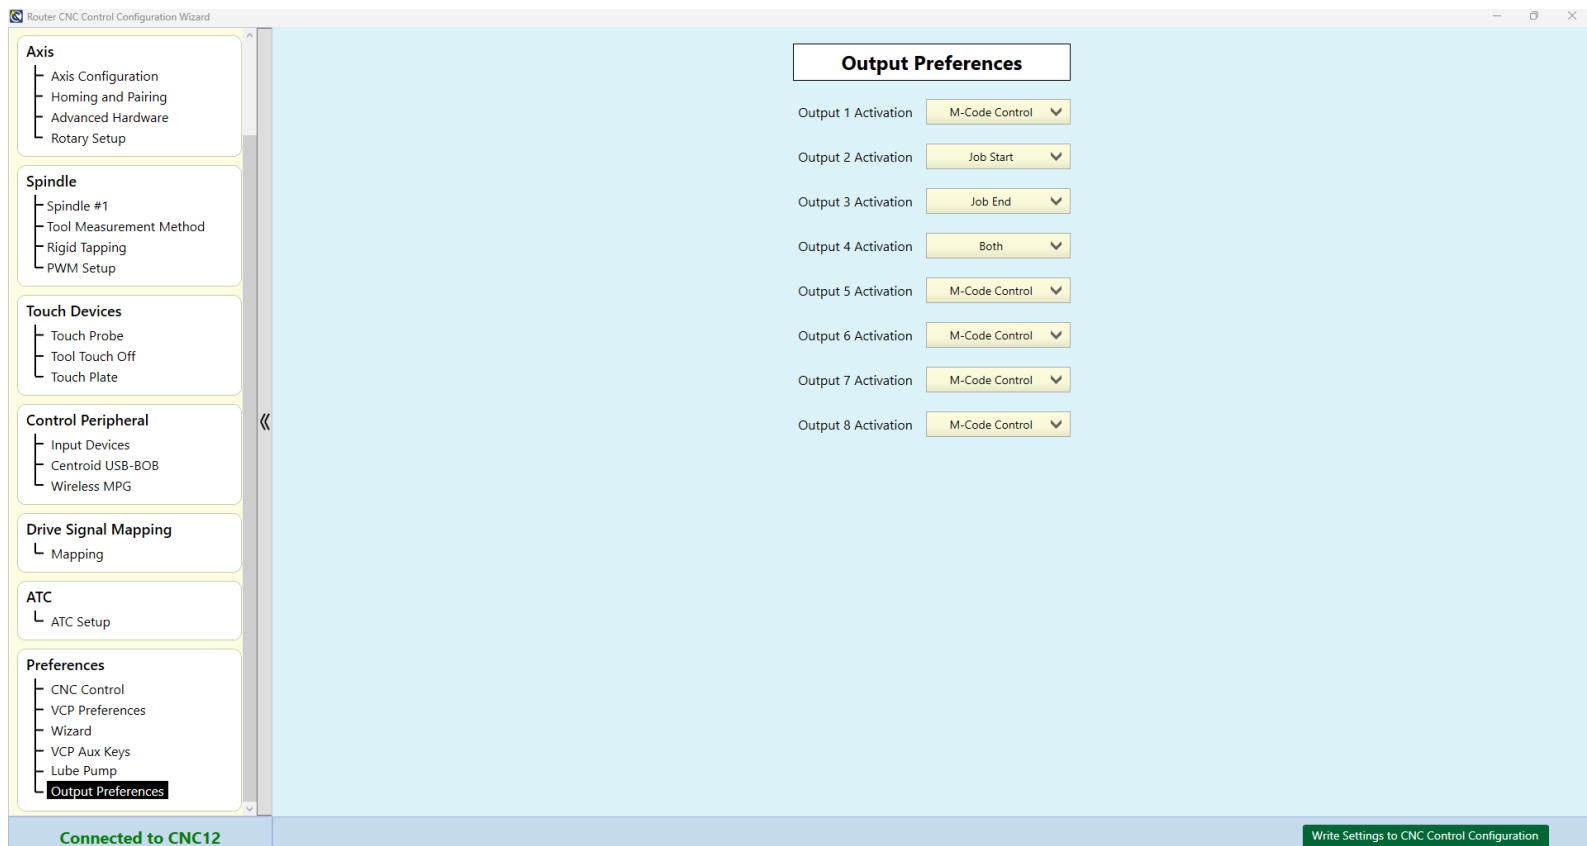 Router CNC Control Configuration Wizard
Axis
Axis Configuration
Homing and Pairing
Advanced Hardware
Rotary Setup
Spindle
Spindle #1
Tool Measurement Method
Rigid Tapping
PWM Setup
Touch Devices
Touch Probe
Tool Touch Off
Touch Plate
Control Peripheral
Input Devices
Centroid USB-BOB
Wireless MPG
Drive Signal Mapping
Mapping
ATC
ATC Setup
Preferences
CNC Control
VCP Preferences
Wizard
VCP Aux Keys
Lube Pump
Output Preferences
Connected to CNC12
Output Preferences
Output 1 Activation M-Code Control
Output 2 Activation Job Start
Output 3 Activation Job End
Output 4 Activation Both
Output 5 Activation M-Code Control
Output 6 Activation M-Code Control
Output 7 Activation M-Code Control
Output 8 Activation M-Code Control
Write Settings to CNC Control Configuration